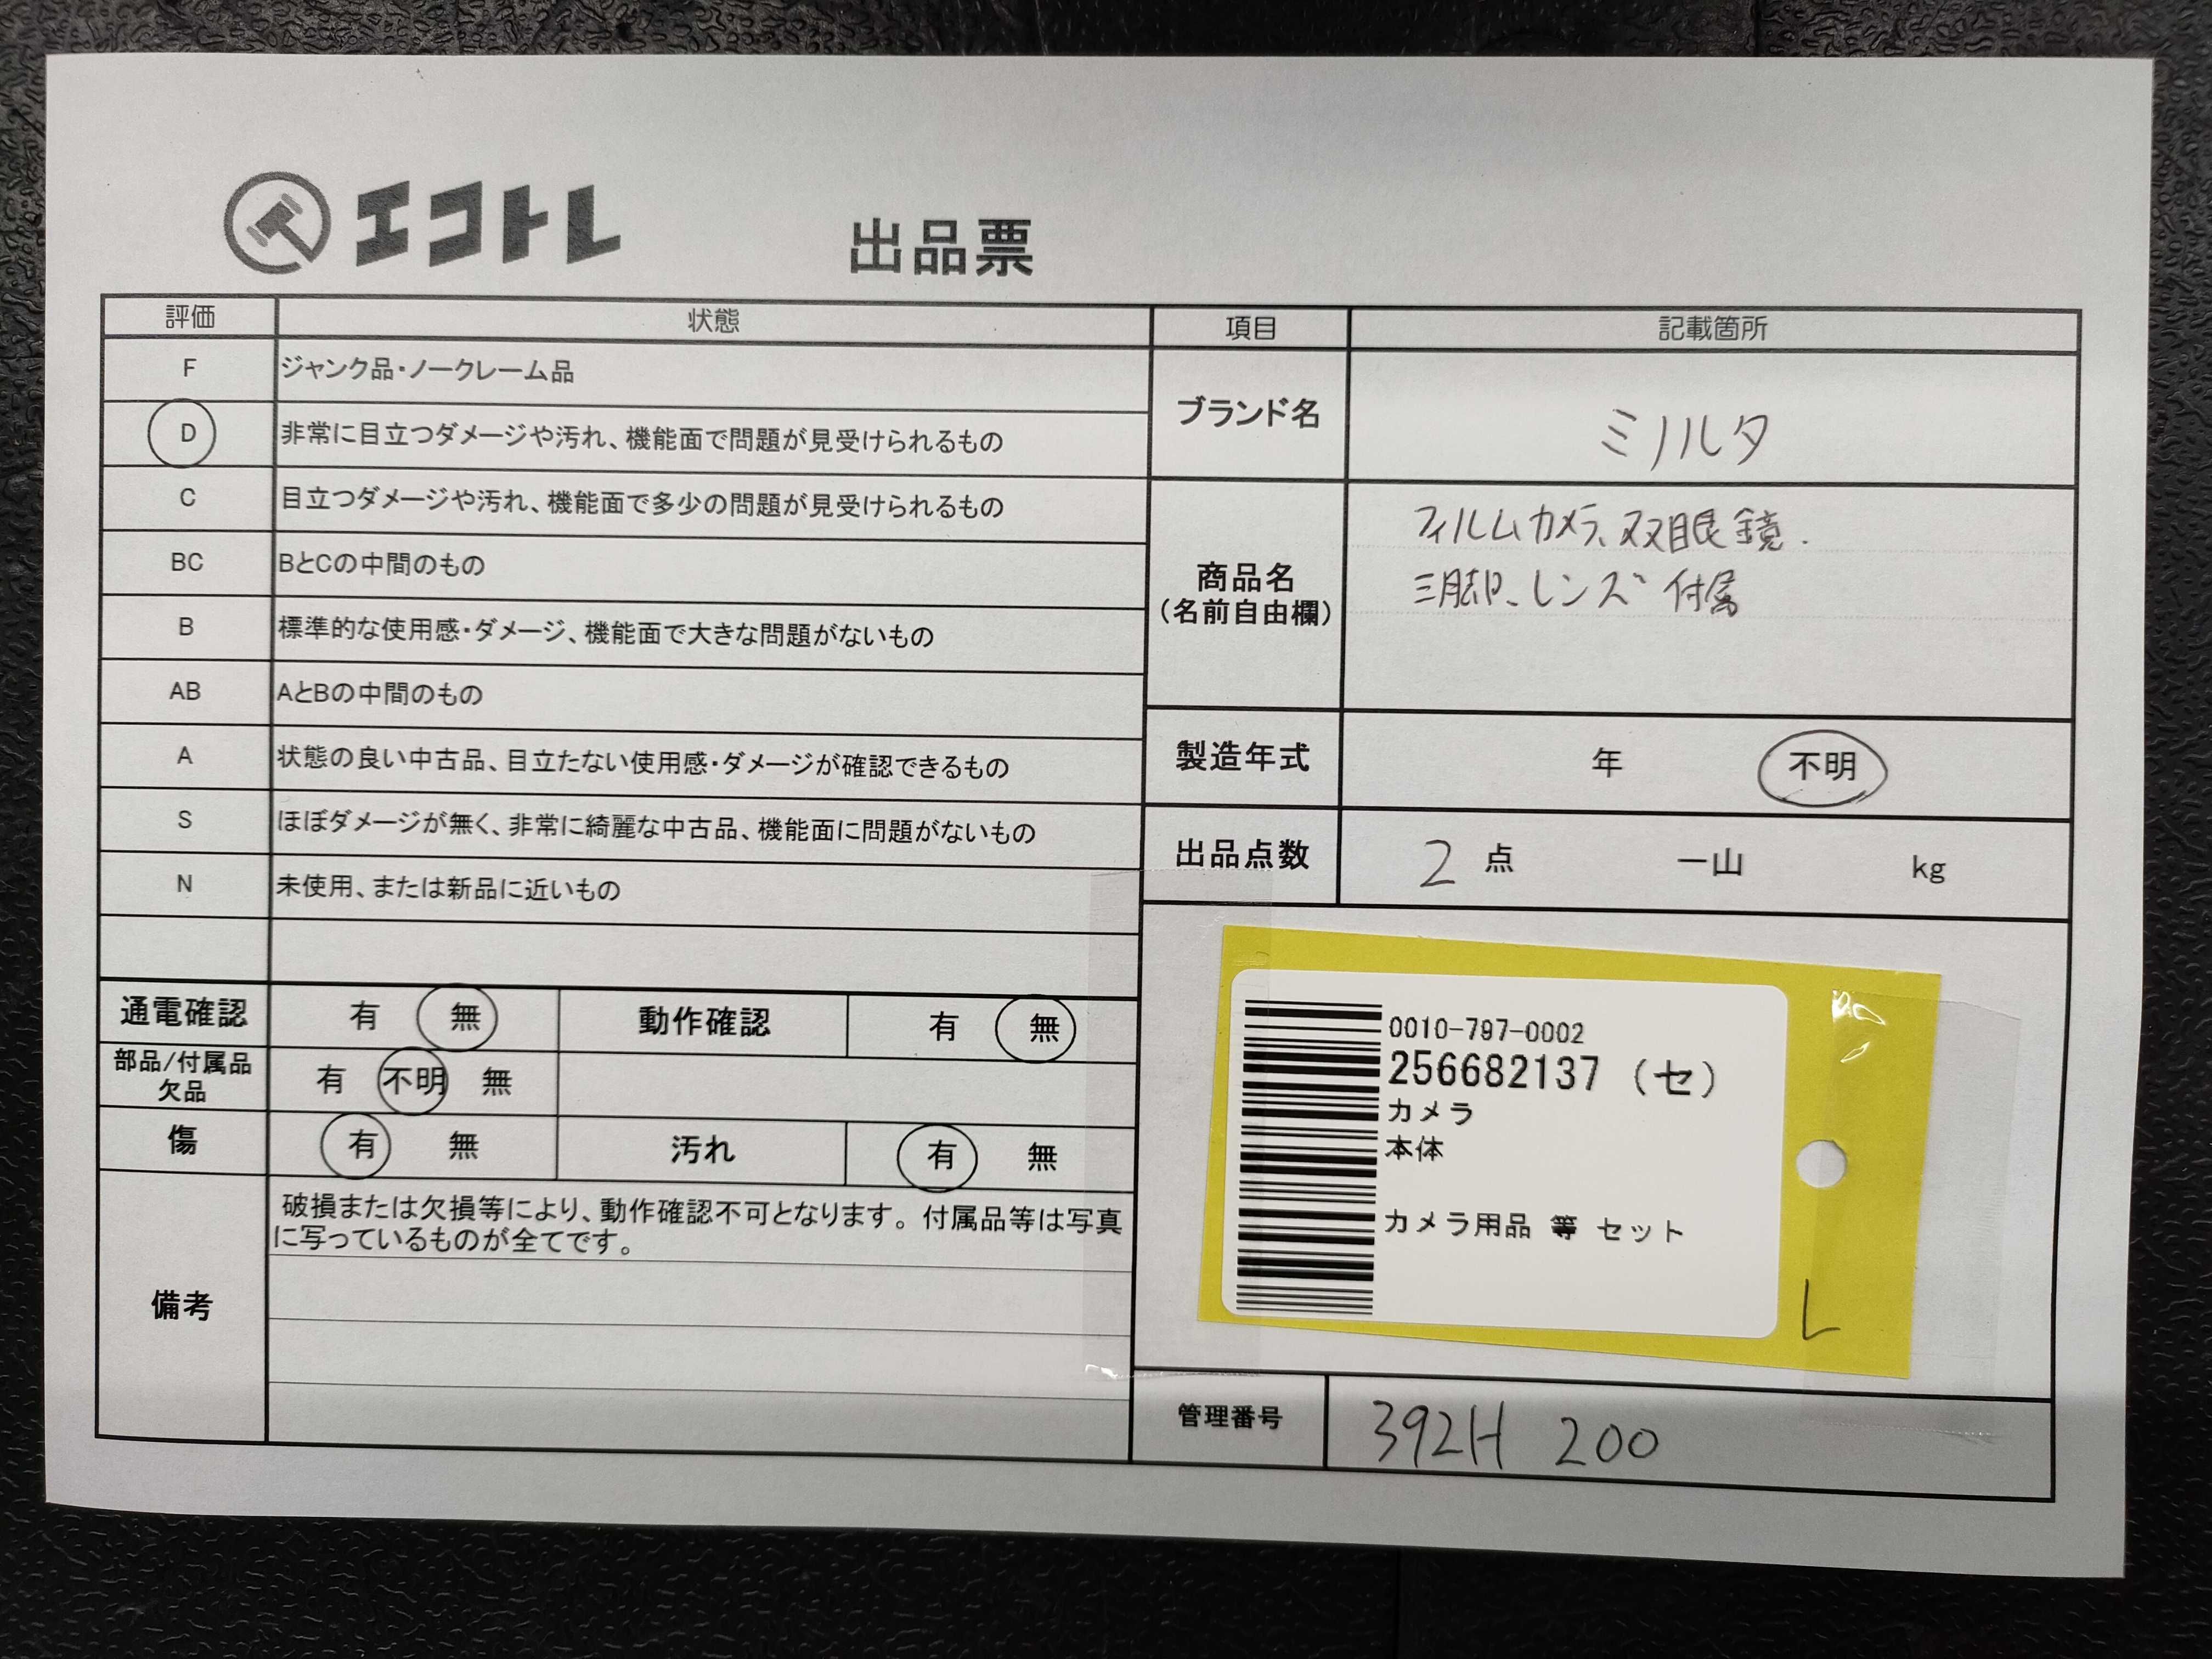 エコトレ
出品票
評価 状態
F ジャンク品・ノークレーム品
D 非常に目立つダメージや汚れ、機能面で問題が見受けられるもの
C 目立つダメージや汚れ、機能面で多少の問題が見受けられるもの
BC BとCの中間のもの
B 標準的な使用感・ダメージ、機能面で大きな問題がないもの
AB AとBの中間のもの
A 状態の良い中古品、目立たない使用感・ダメージが確認できるもの
S ほぼダメージが無く、非常に綺麗な中古品、機能面に問題がないもの
N 未使用、または新品に近いもの
通電確認 有 無 動作確認 有 無
部品/付属品
欠品 有 不明 無
傷 有 無 汚れ 有 無
備考
破損または欠損等により、動作確認不可となります。付属品等は写真
に写っているものが全てです。
項目 記載箇所
ブランド名 ミノルタ
商品名
(名前自由欄)
フィルムカメラ、双眼鏡.
三脚、レンズ付属
製造年式 年 不明
出品点数 2 点 一山 kg
0010-797-0002
256682137 (セ)
カメラ
本体
カメラ用品 等 セット
L
管理番号 392H 200